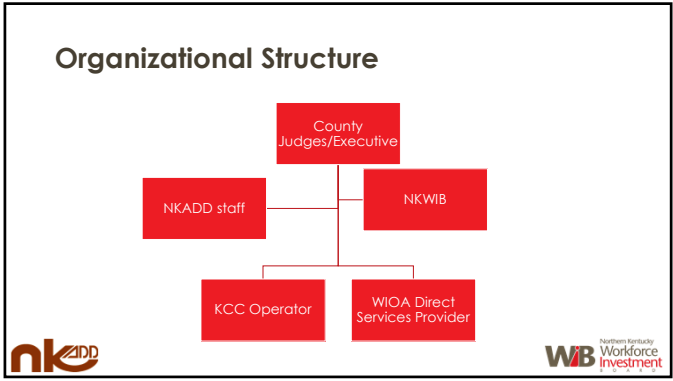 Organizational Structure
County
Judges/Executive
NKADD staff
NKWIB
KCC Operator
WIOA Direct
Services Provider
nkADD
WiB
Northern Kentucky
Workforce
Investment
BOARD